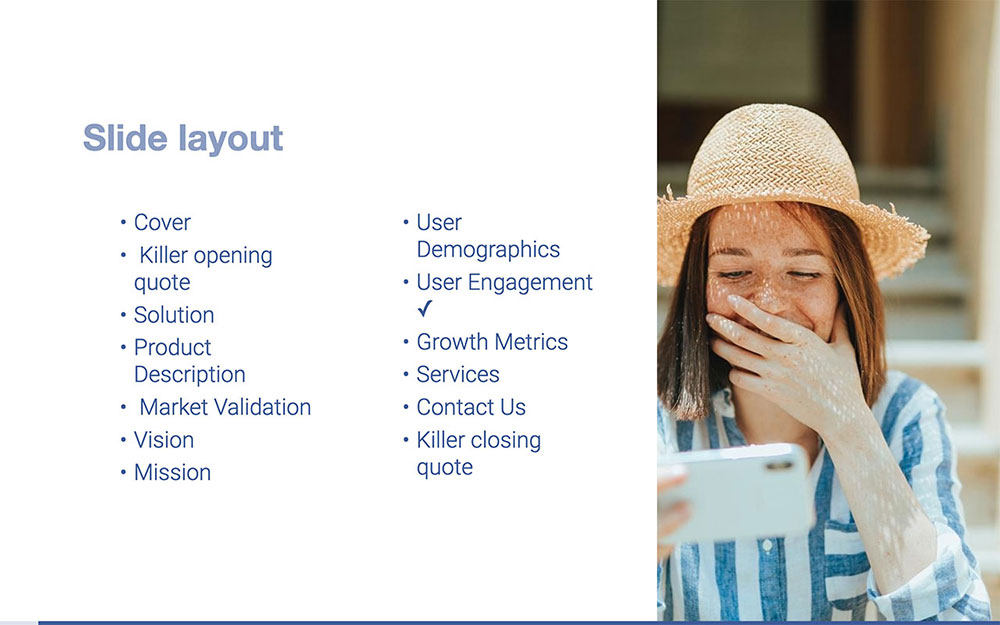 Slide layout
• Cover
• Killer opening
quote
• Solution
• Product
Description
• Market Validation
• Vision
• Mission
• User
Demographics
• User Engagement
✓
• Growth Metrics
• Services
• Contact Us
• Killer closing
quote